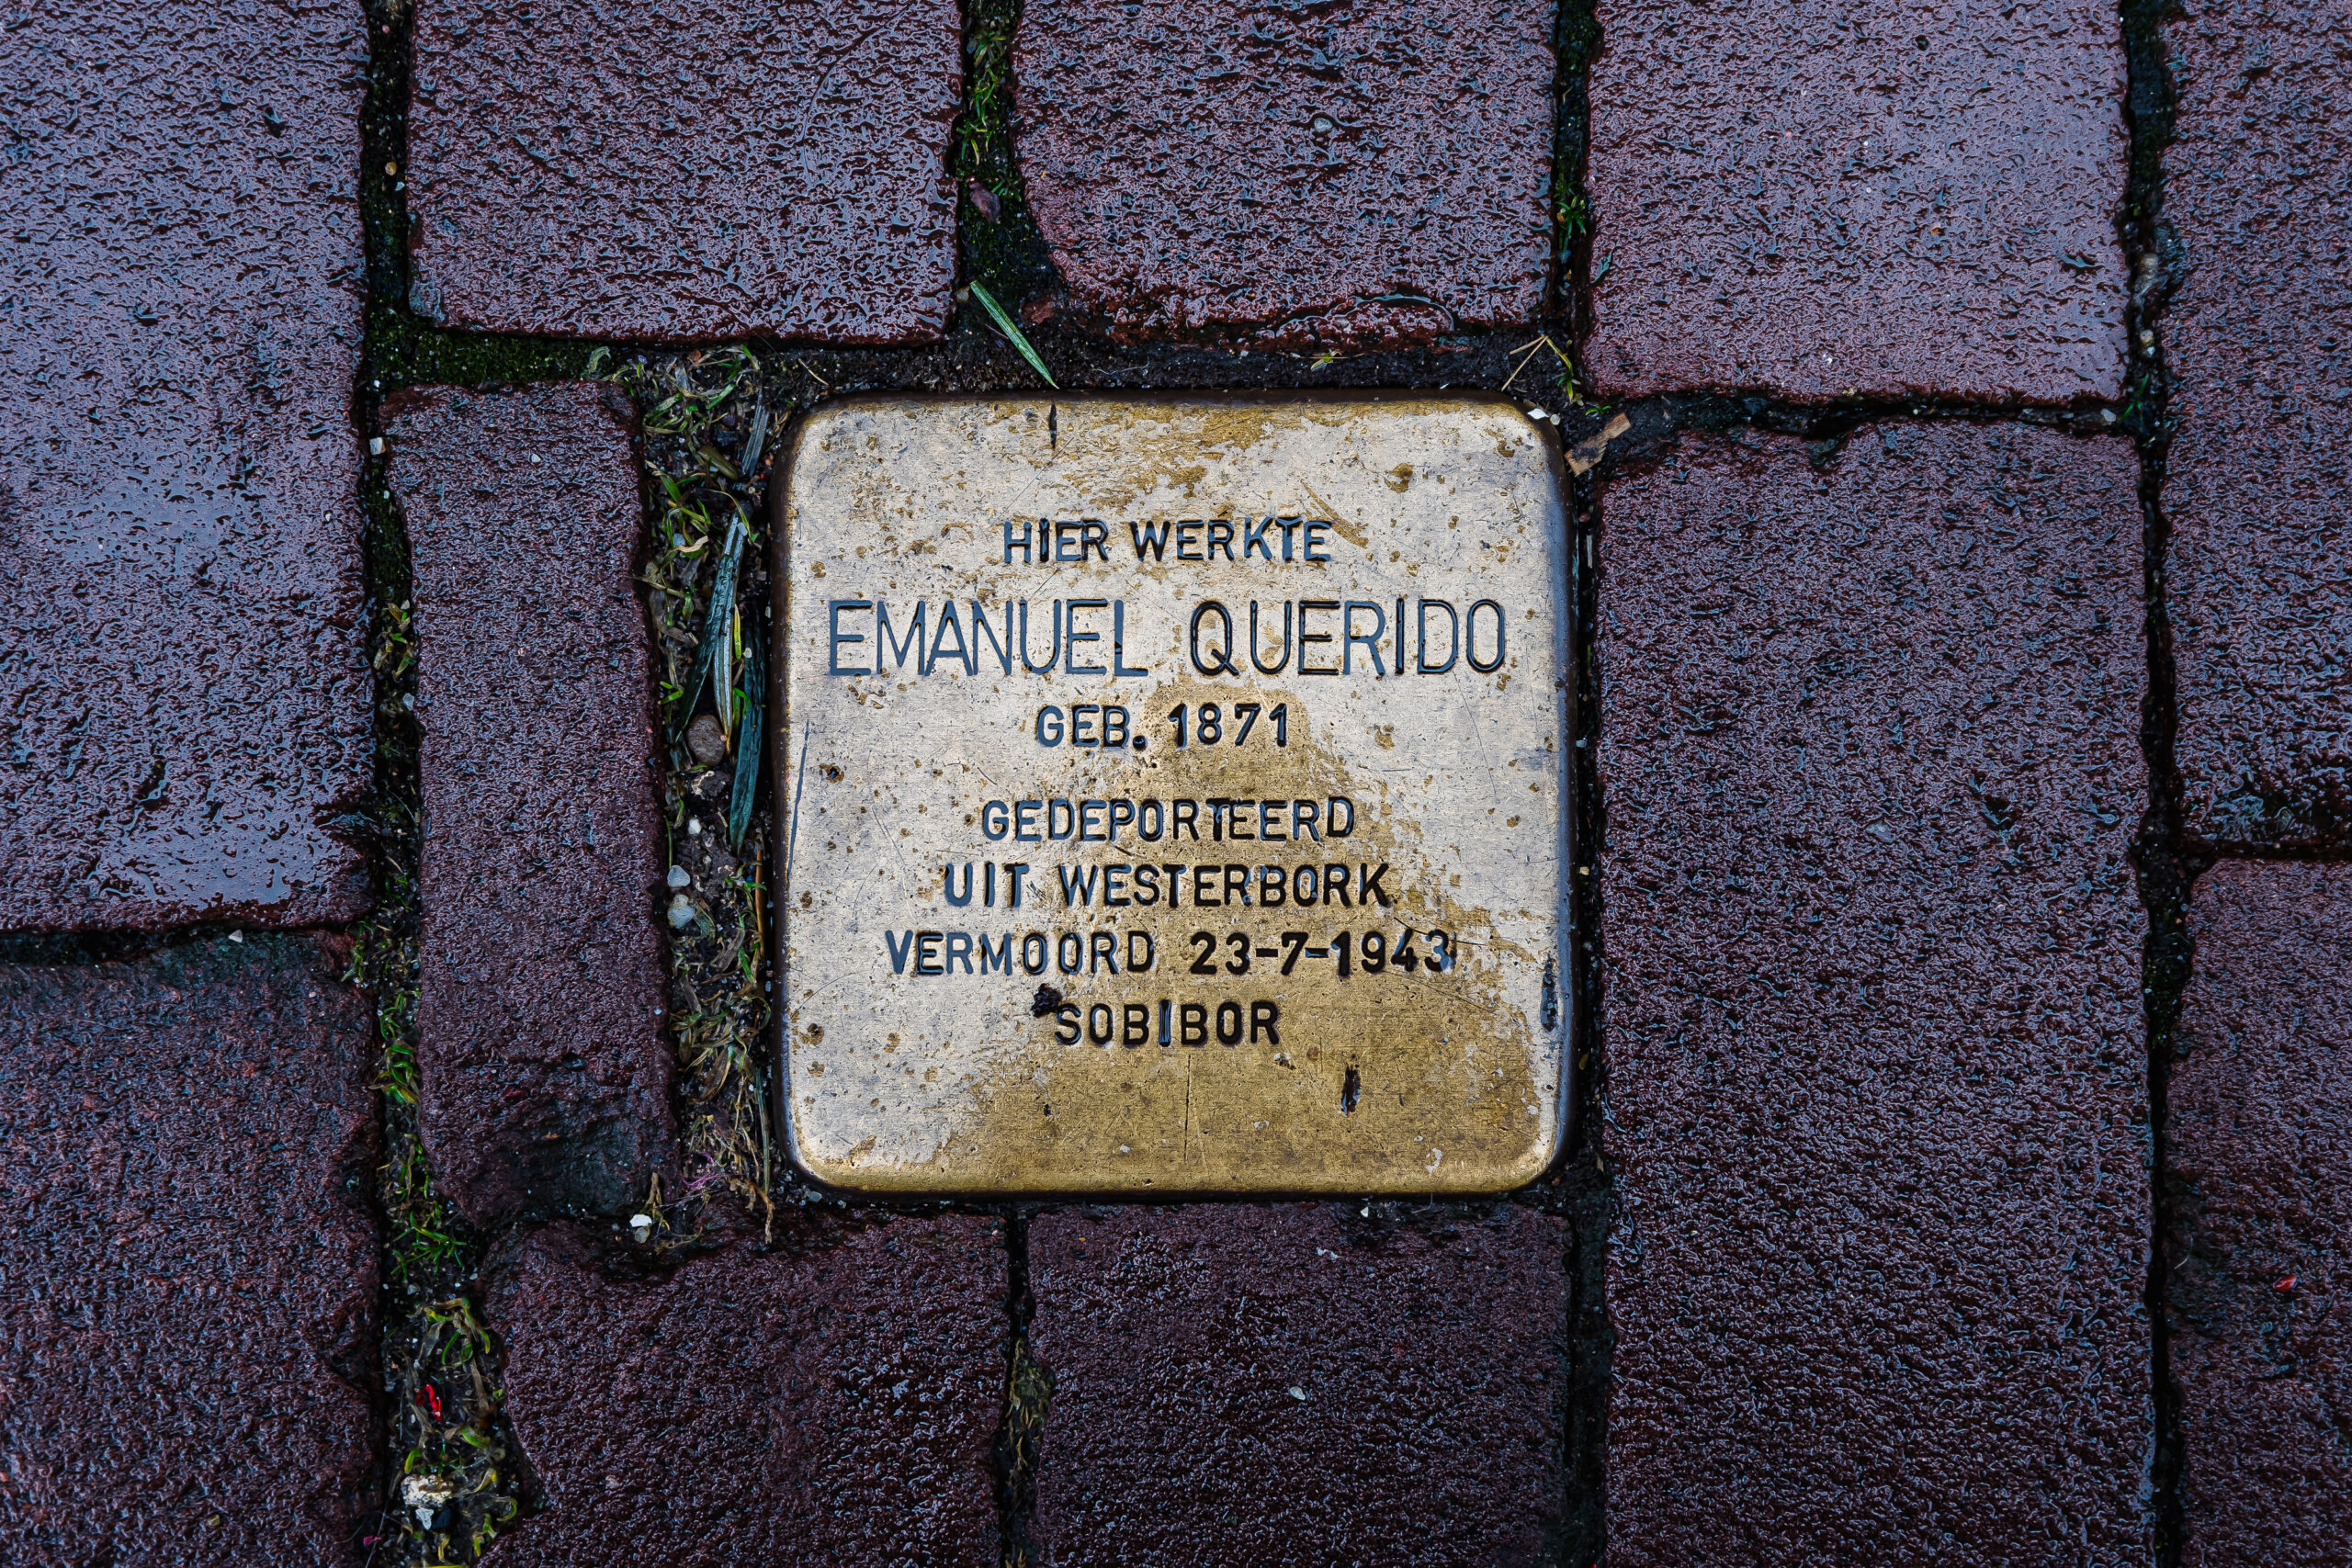 HIER WERKTE
EMANUEL QUERIDO
GEB. 1871
GEDEPORTEERD
UIT WESTERBORK
VERMOORD 23-7-1943
SOBIBOR